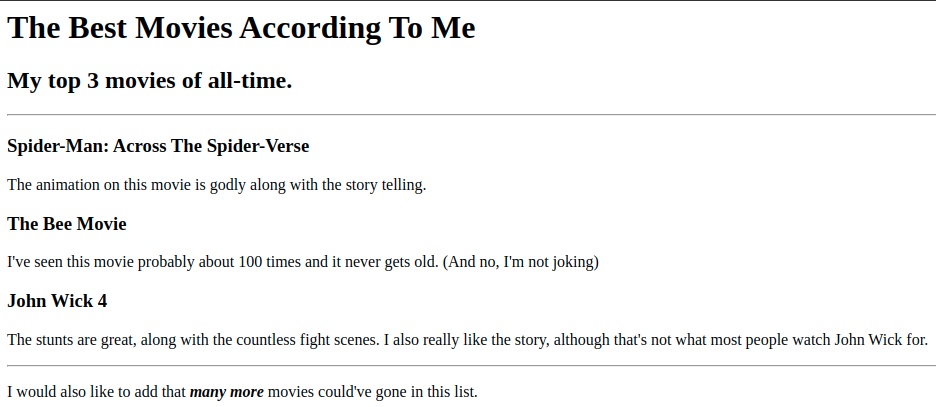 The Best Movies According To Me
My top 3 movies of all-time.
Spider-Man: Across The Spider-Verse
The animation on this movie is godly along with the story telling.
The Bee Movie
I've seen this movie probably about 100 times and it never gets old. (And no, I'm not joking)
John Wick 4
The stunts are great, along with the countless fight scenes. I also really like the story, although that's not what most people watch John Wick for.
I would also like to add that many more movies could've gone in this list.